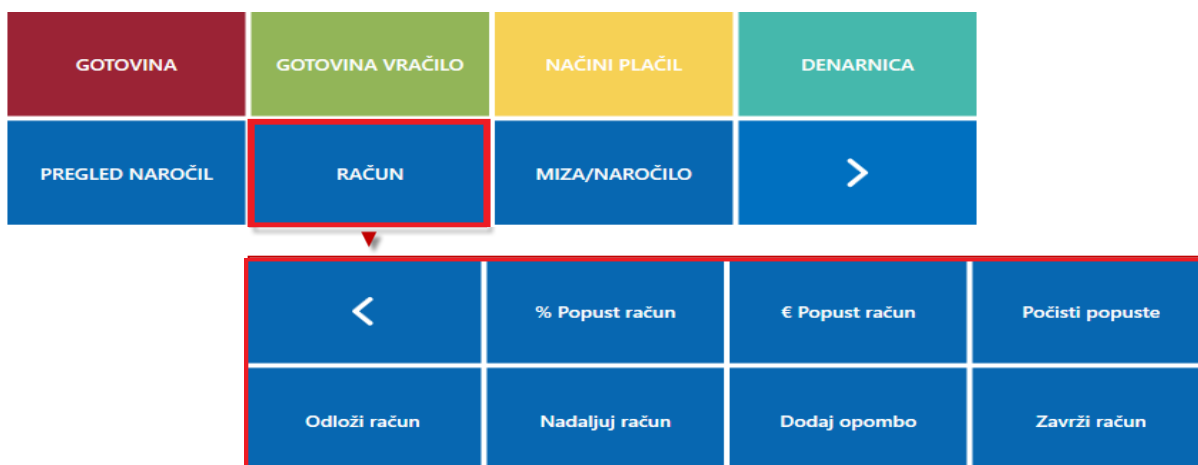 GOTOVINA
GOTOVINA VRAČILO
NAČINI PLAČIL
DENARNICA
PREGLED NAROČIL
RAČUN
MIZA/NAROČILO
% Popust račun
€ Popust račun
Počisti popuste
Odloži račun
Nadaljuj račun
Dodaj opombo
Zavrži račun